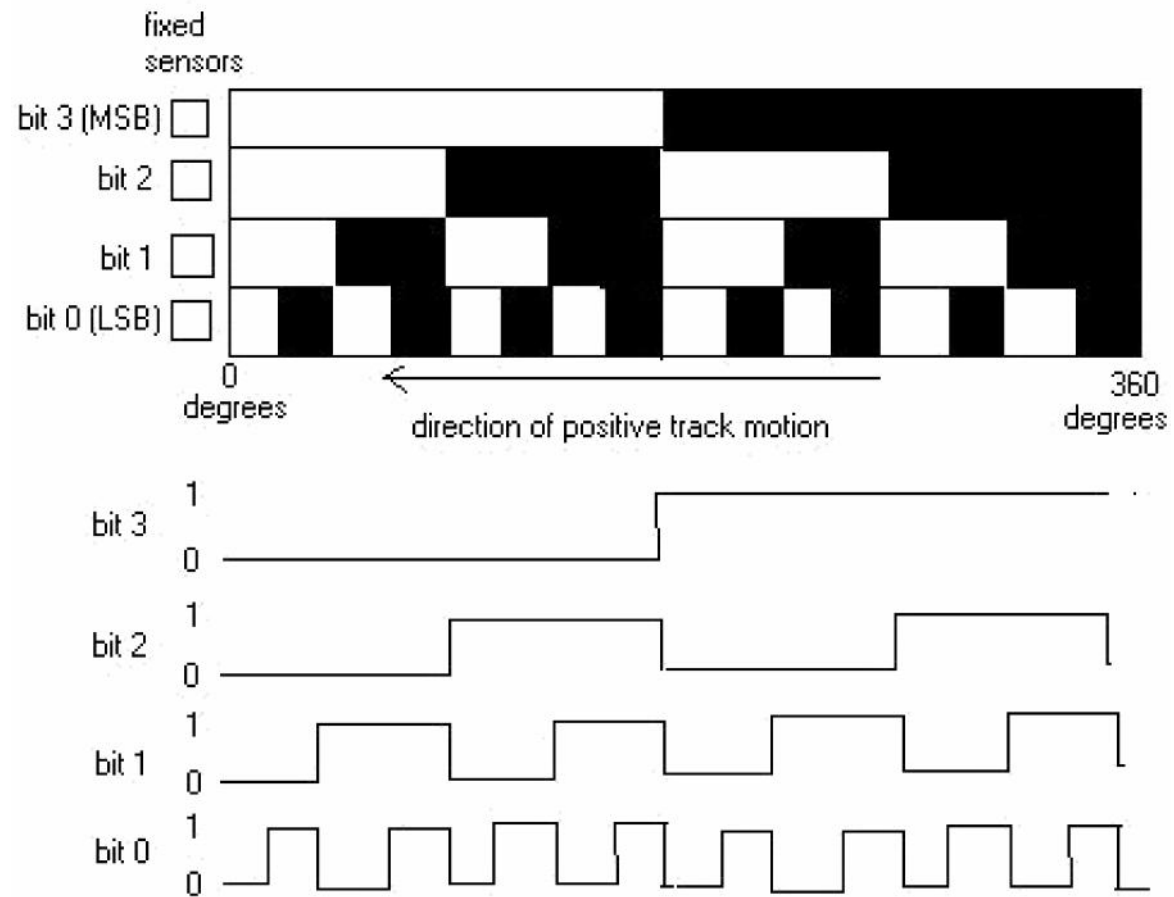 fixed
sensors
bit 3 (MSB)
bit 2
bit 1
bit 0 (LSB)
0
degrees
360
degrees
direction of positive track motion
1
bit 3
0
1
bit 2
0
1
bit 1
0
1
bit 0
0